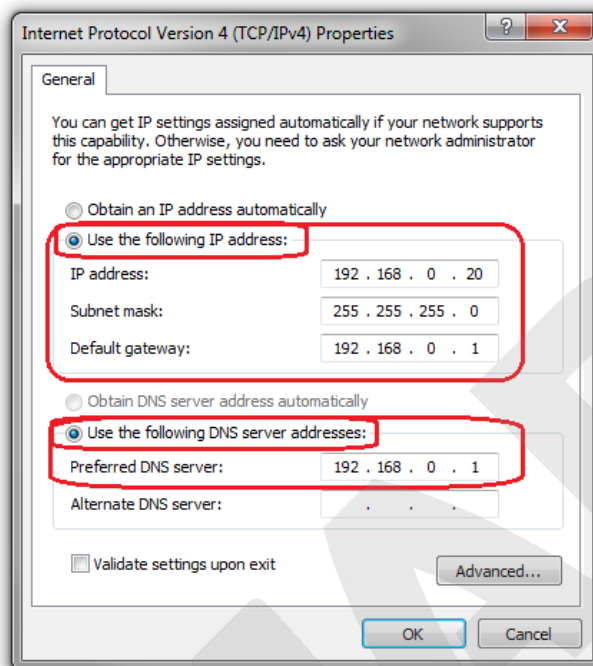 Internet Protocol Version 4 (TCP/IPv4) Properties
General
You can get IP settings assigned automatically if your network supports
this capability. Otherwise, you need to ask your network administrator
for the appropriate IP settings.
Obtain an IP address automatically
Use the following IP address:
IP address: 192 . 168 . 0 . 20
Subnet mask: 255 . 255 . 255 . 0
Default gateway: 192 . 168 . 0 . 1
Obtain DNS server address automatically
Use the following DNS server addresses:
Preferred DNS server: 192 . 168 . 0 . 1
Alternate DNS server: . . .
Validate settings upon exit
Advanced...
OK Cancel